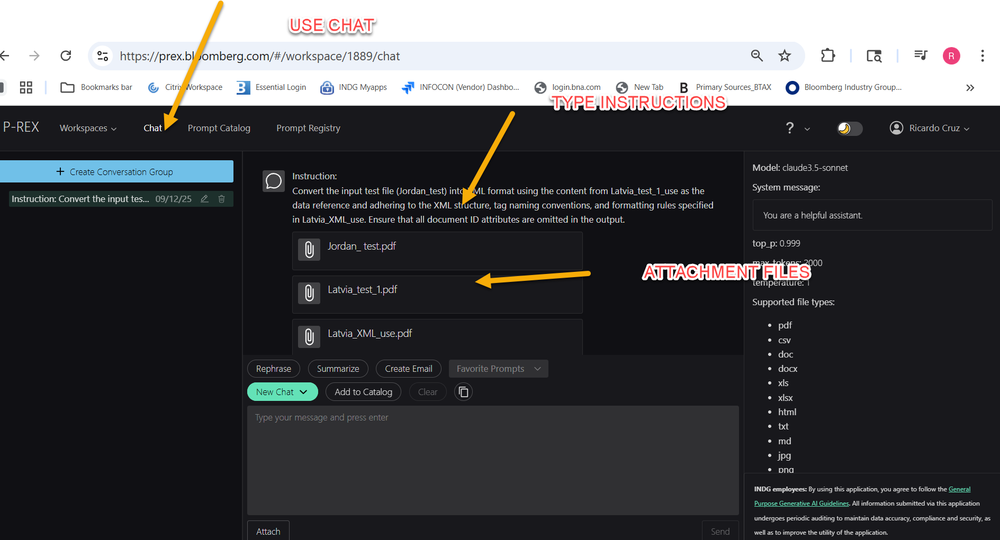 USE CHAT
https://prex.bloomberg.com/#/workspace/1889/chat
R
Bookmarks bar
Citrix Workspace
Essential Login
INDG Myapps
INFOCON (Vendor) Dashbo...
login.bna.com
New Tab
Primary Sources_BTAX
Bloomberg Industry Group...
TYPE INSTRUCTIONS
P-REX
Workspaces
Chat
Prompt Catalog
Prompt Registry
?
Ricardo Cruz
+ Create Conversation Group
Instruction: Convert the input tes... 09/12/25
Instruction:
Convert the input test file (Jordan_test) into XML format using the content from Latvia_test_1_use as the
data reference and adhering to the XML structure, tag naming conventions, and formatting rules specified
in Latvia_XML_use. Ensure that all document ID attributes are omitted in the output.
Jordan_ test.pdf
Latvia_test_1.pdf
Latvia_XML_use.pdf
ATTACHMENT FILES
Rephrase
Summarize
Create Email
Favorite Prompts
New Chat
Add to Catalog
Clear
Type your message and press enter
Attach
Send
Model: claude3.5-sonnet
System message:
You are a helpful assistant.
top_p: 0.999
max_tokens: 2000
temperature: 1
Supported file types:
• pdf
• csv
• doc
• docx
• xls
• xlsx
• html
• txt
• md
• jpg
• png
INDG employees: By using this application, you agree to follow the General
Purpose Generative AI Guidelines. All information submitted via this application
undergoes periodic auditing to maintain data accuracy, compliance and security, as
well as to improve the utility of the application.